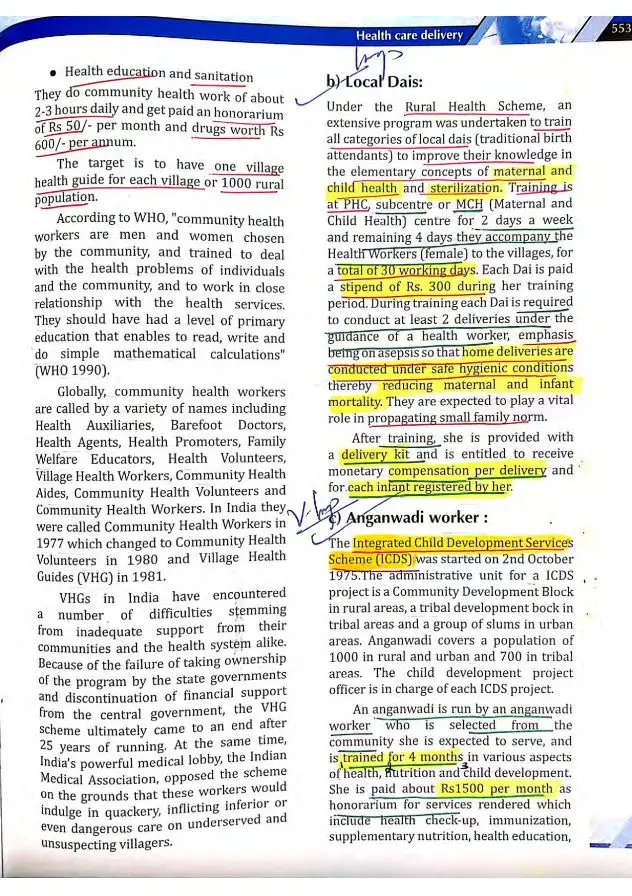 Health care delivery
553
• Health education and sanitation
They do community health work of about
2-3 hours daily and get paid an honorarium
of Rs 50/- per month and drugs worth Rs
600/- per annum.
The target is to have one village
health guide for each village or 1000 rural
population.
According to WHO, "community health
workers are men and women chosen
by the community, and trained to deal
with the health problems of individuals
and the community, and to work in close
relationship with the health services.
They should have had a level of primary
education that enables to read, write and
do simple mathematical calculations"
(WHO 1990).
Globally, community health workers
are called by a variety of names including
Health Auxiliaries, Barefoot Doctors,
Health Agents, Health Promoters, Family
Welfare Educators, Health Volunteers,
Village Health Workers, Community Health
Aides, Community Health Volunteers and
Community Health Workers. In India they
were called Community Health Workers in
1977 which changed to Community Health
Volunteers in 1980 and Village Health
Guides (VHG) in 1981.
VHGs in India have encountered
a number of difficulties stemming
from inadequate support from their
communities and the health system alike.
Because of the failure of taking ownership
of the program by the state governments
and discontinuation of financial support
from the central government, the VHG
scheme ultimately came to an end after
25 years of running. At the same time,
India's powerful medical lobby, the Indian
Medical Association, opposed the scheme
on the grounds that these workers would
indulge in quackery, inflicting inferior or
even dangerous care on underserved and
unsuspecting villagers.
Imp
b) Local Dais:
Under the Rural Health Scheme, an
extensive program was undertaken to train
all categories of local dais (traditional birth
attendants) to improve their knowledge in
the elementary concepts of maternal and
child health and sterilization. Training is
at PHC, subcentre or MCH (Maternal and
Child Health) centre for 2 days a week
and remaining 4 days they accompany the
Health Workers (female) to the villages, for
a total of 30 working days. Each Dai is paid
a stipend of Rs. 300 during her training
period. During training each Dai is required
to conduct at least 2 deliveries under the
guidance of a health worker, emphasis
being on asepsis so that home deliveries are
conducted under safe hygienic conditions
thereby reducing maternal and infant
mortality. They are expected to play a vital
role in propagating small family norm.
After training, she is provided with
a delivery kit and is entitled to receive
monetary compensation per delivery and
for each infant registered by her.
V-Imp
c) Anganwadi worker :
The Integrated Child Development Services
Scheme (ICDS) was started on 2nd October
1975.The administrative unit for a ICDS
project is a Community Development Block
in rural areas, a tribal development bock in
tribal areas and a group of slums in urban
areas. Anganwadi covers a population of
1000 in rural and urban and 700 in tribal
areas. The child development project
officer is in charge of each ICDS project.
An anganwadi is run by an anganwadi
worker who is selected from the
community she is expected to serve, and
is trained for 4 months in various aspects
of health, nutrition and child development.
She is paid about Rs1500 per month as
honorarium for services rendered which
include health check-up, immunization,
supplementary nutrition, health education,